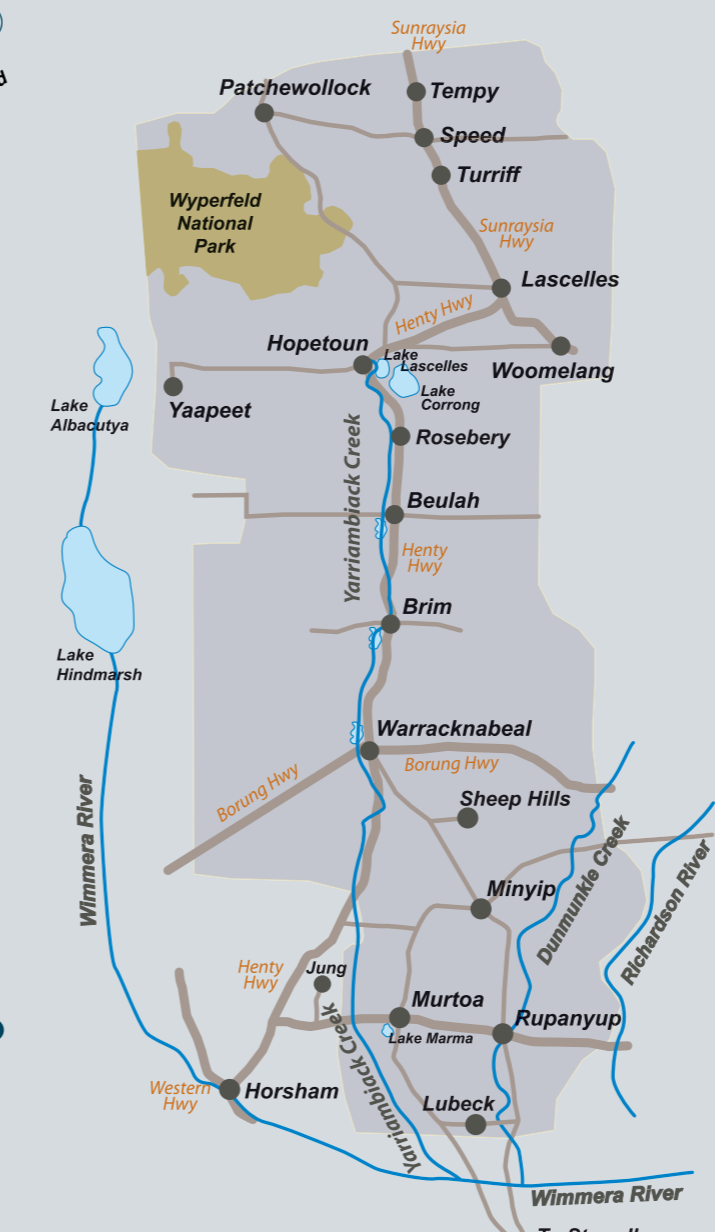 d
Sunraysia
Hwy
Patchewollock
Tempy
Speed
Turriff
Wyperfeld
National
Park
Sunraysia
Hwy
Lascelles
Henty Hwy
Hopetoun
Lake
Lascelles
Woomelang
Lake
Corrong
Lake
Albacutya
Yaapeet
Rosebery
Yarriambiack Creek
Beulah
Henty
Hwy
Brim
Lake
Hindmarsh
Warracknabeal
Borung Hwy
Borung Hwy
Sheep Hills
Wimmera River
Minyip
Dunmunkle Creek
Richardson River
Henty
Hwy
Jung
Murtoa
Rupanyup
Lake Marma
Yarriambiack Creek
Western
Hwy
Horsham
Lubeck
Wimmera River